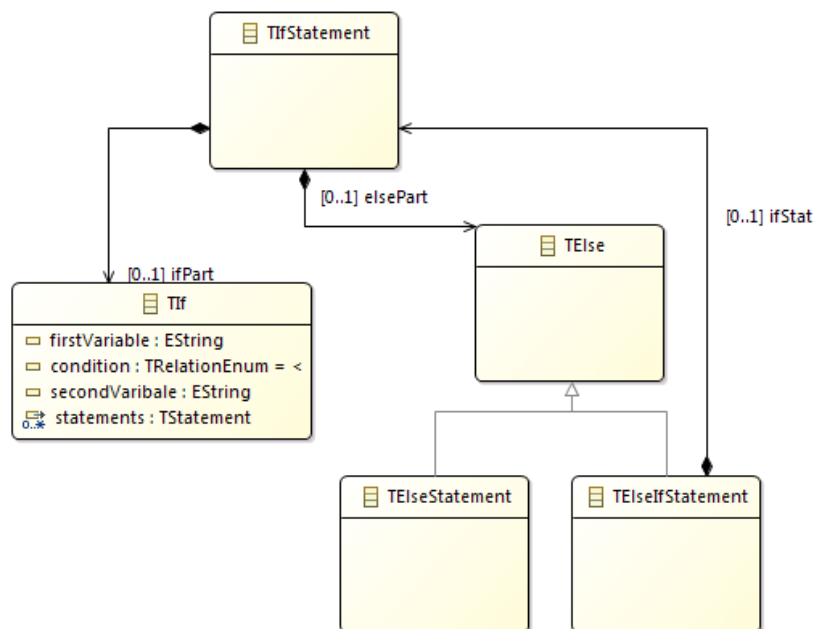 TIfStatement
[0..1] elsePart
[0..1] ifStat
TElse
[0..1] ifPart
TIf
firstVariable : EString
condition : TRelationEnum = <
secondVaribale : EString
0..* statements : TStatement
TElseStatement
TElseIfStatement